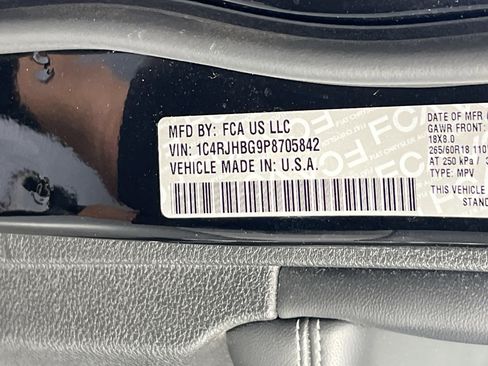 MFD BY: FCA US LLC
VIN: 1C4RJHBG9P8705842
VEHICLE MADE IN: U.S.A.
DATE OF MFR
GAWR FRONT:
18X8.0
265/60R18 110
AT 250 kPa /
TYPE: MPV
THIS VEHICLE
STAND
FCA